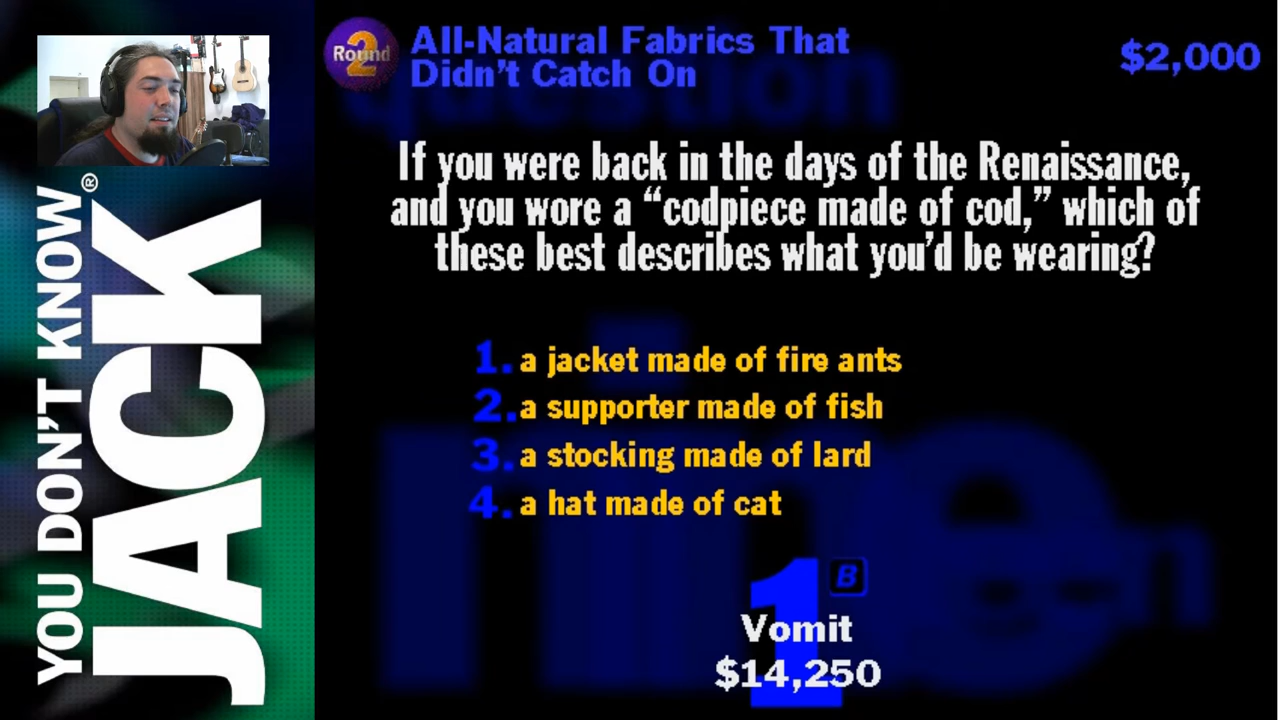 Round 2
All-Natural Fabrics That
Didn't Catch On
$2,000
If you were back in the days of the Renaissance,
and you wore a “codpiece made of cod,” which of
these best describes what you'd be wearing?
1. a jacket made of fire ants
2. a supporter made of fish
3. a stocking made of lard
4. a hat made of cat
1 B
Vomit
$14,250
YOU DON'T KNOW
JACK®
question
nine